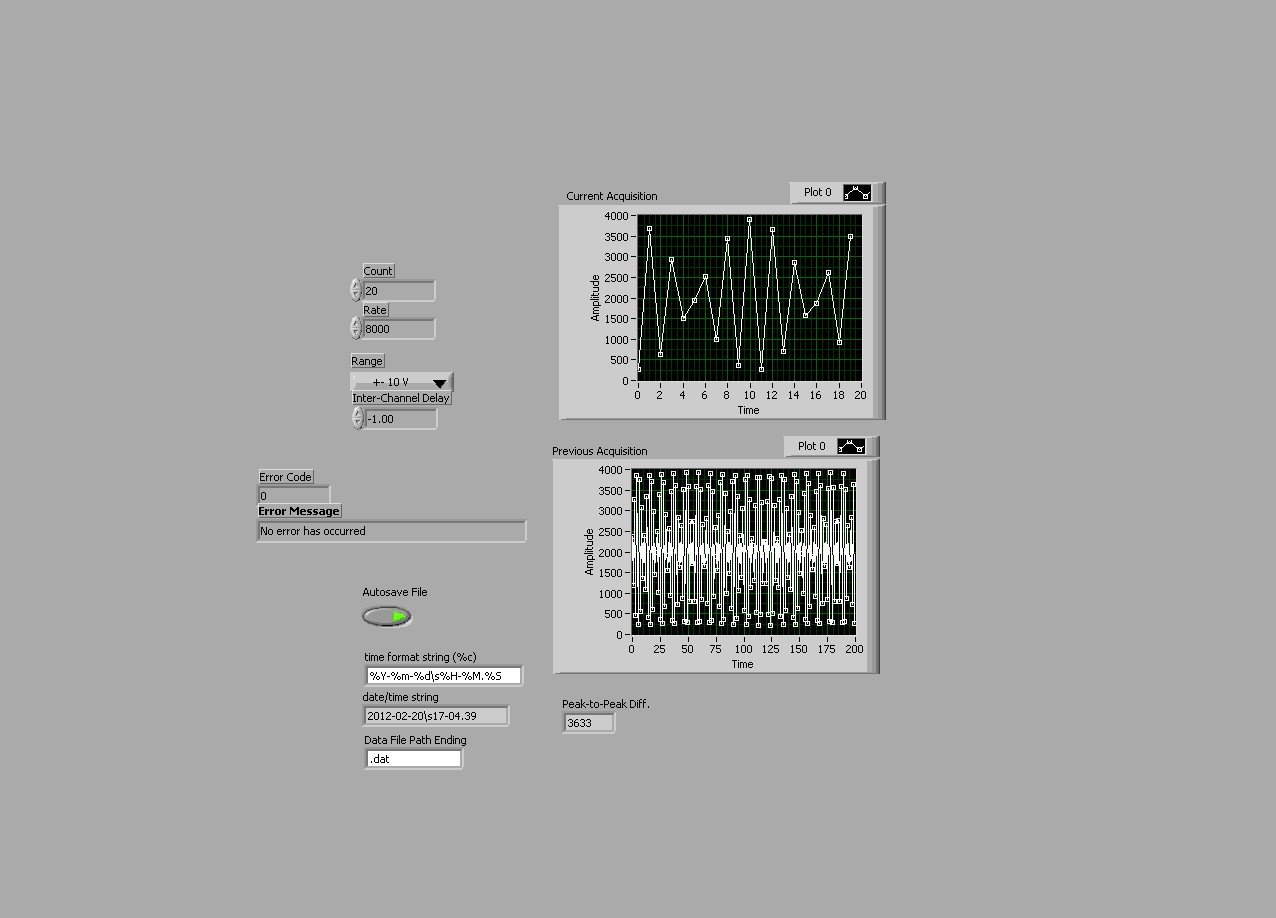 Current Acquisition
Plot 0
4000
3500
3000
2500
2000
1500
1000
500
0
Amplitude
0 2 4 6 8 10 12 14 16 18 20
Time
Count
20
Rate
8000
Range
+- 10 V
Inter-Channel Delay
-1.00
Previous Acquisition
Plot 0
4000
3500
3000
2500
2000
1500
1000
500
0
Amplitude
0 25 50 75 100 125 150 175 200
Time
Error Code
0
Error Message
No error has occurred
Autosave File
time format string (%c)
%Y-%m-%d\s%H-%M.%S
date/time string
2012-02-20\s17-04.39
Data File Path Ending
.dat
Peak-to-Peak Diff.
3633